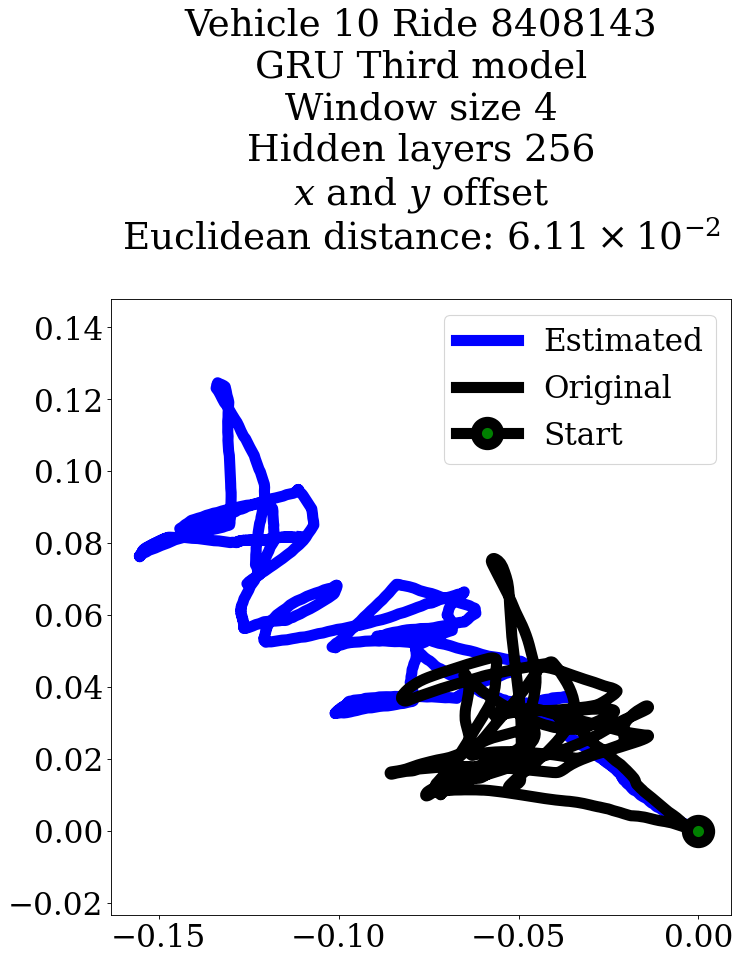 Vehicle 10 Ride 8408143
GRU Third model
Window size 4
Hidden layers 256
x and y offset
Euclidean distance: 6.11 × 10⁻²
Estimated
Original
Start
0.14
0.12
0.10
0.08
0.06
0.04
0.02
0.00
−0.02
−0.15 −0.10 −0.05 0.00